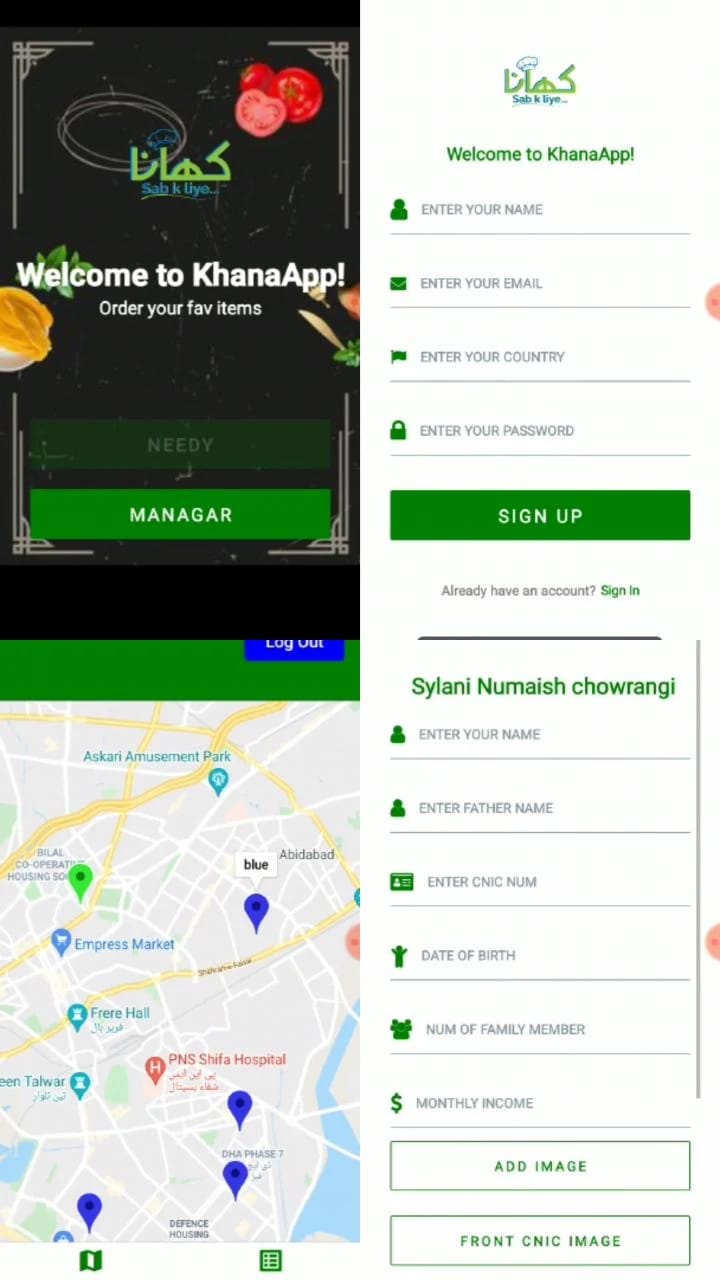 کھانا
Sab k liye...
Welcome to KhanaApp!
Order your fav items
NEEDY
MANAGAR
کھانا
Sab k liye...
Welcome to KhanaApp!
ENTER YOUR NAME
ENTER YOUR EMAIL
ENTER YOUR COUNTRY
ENTER YOUR PASSWORD
SIGN UP
Already have an account? Sign In
Log Out
Askari Amusement Park
BILAL
CO-OPERATIV
HOUSING SO
blue
Abidabad
Empress Market
Shahrah-e-Faisal
Frere Hall
فریر ہال
PNS Shifa Hospital
پی این ایس
شفاء ہسپتال
een Talwar
تین تلوار
DHA PHASE 7
ڈی ایچ
فیز
DEFENCE
HOUSING
Sylani Numaish chowrangi
ENTER YOUR NAME
ENTER FATHER NAME
ENTER CNIC NUM
DATE OF BIRTH
NUM OF FAMILY MEMBER
MONTHLY INCOME
ADD IMAGE
FRONT CNIC IMAGE